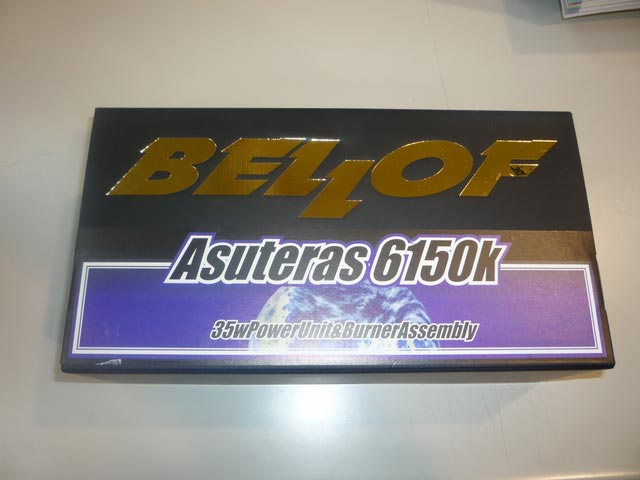 BELLOF
Asuteras 6150k
35wPowerUnit&BurnerAssembly